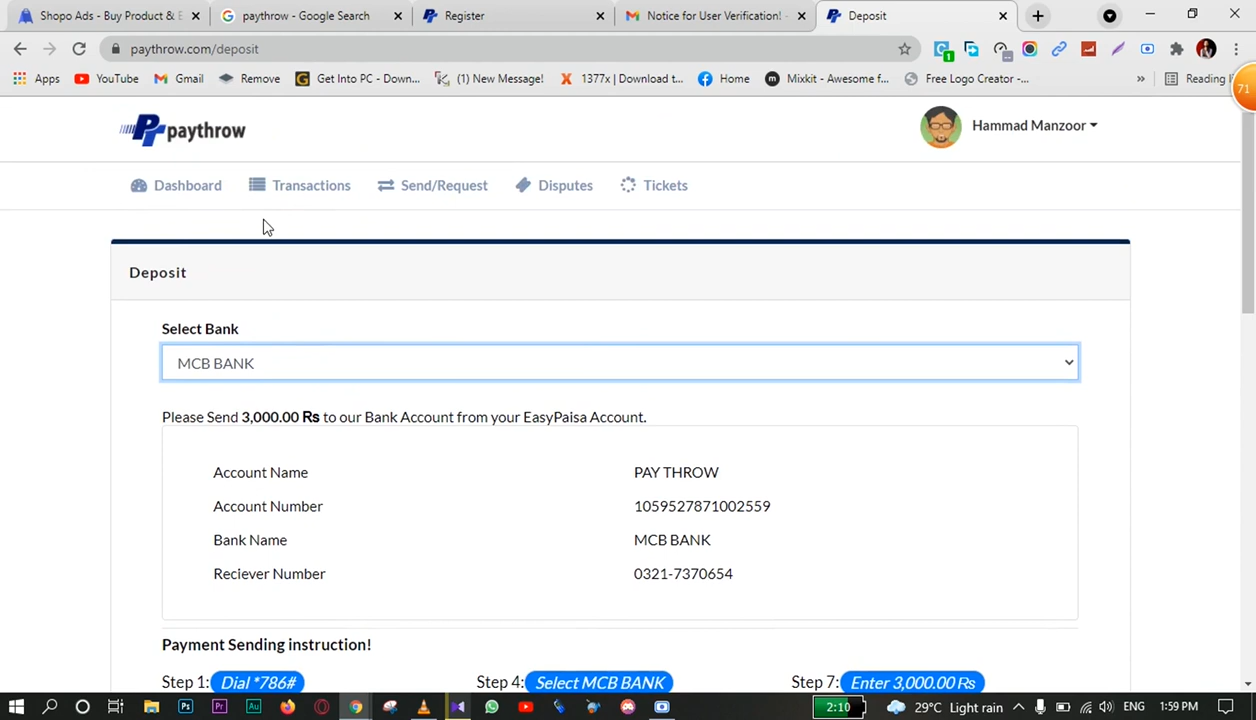 Shopo Ads - Buy Product & E
paythrow - Google Search
Register
Notice for User Verification! -
Deposit
paythrow.com/deposit
1
Apps
YouTube
Gmail
Remove
Get Into PC - Down...
(1) New Message!
1377x | Download t...
Home
Mixkit - Awesome f...
Free Logo Creator -...
»
Reading
71
paythrow
Hammad Manzoor
Dashboard
Transactions
Send/Request
Disputes
Tickets
Deposit
Select Bank
MCB BANK
Please Send 3,000.00 Rs to our Bank Account from your EasyPaisa Account.
Account Name PAY THROW
Account Number 1059527871002559
Bank Name MCB BANK
Reciever Number 0321-7370654
Payment Sending instruction!
Step 1: Dial *786# Step 4: Select MCB BANK Step 7: Enter 3,000.00 Rs
2:10
29°C Light rain
ENG
1:59 PM